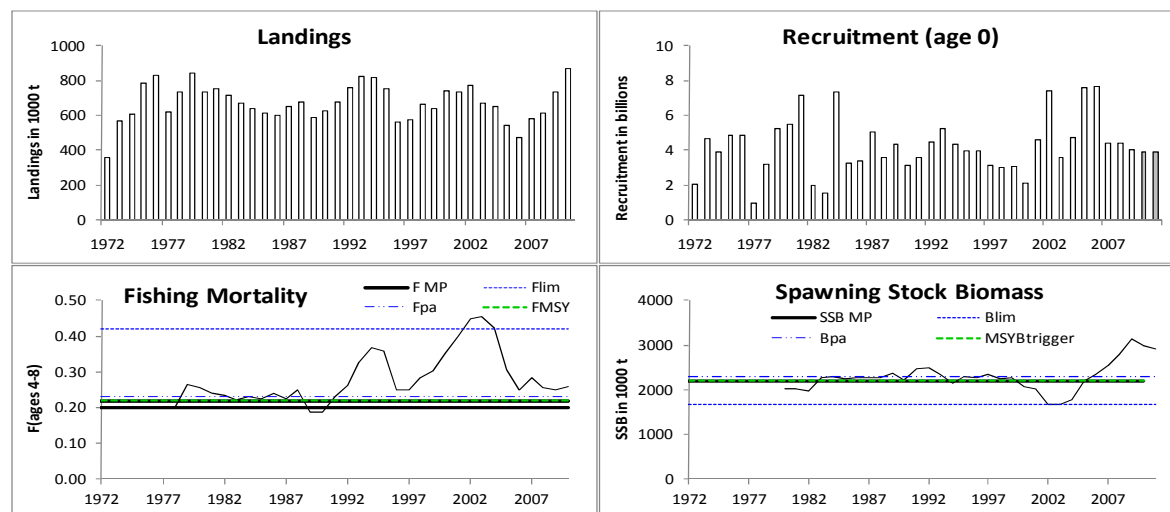 Landings
Landings in 1000 t
1000
800
600
400
200
0
1972 1977 1982 1987 1992 1997 2002 2007
Recruitment (age 0)
Recruitment in billions
10
8
6
4
2
0
1972 1977 1982 1987 1992 1997 2002 2007
Fishing Mortality
F MP Flim
Fpa FMSY
F(ages 4-8)
0.50
0.40
0.30
0.20
0.10
0.00
1972 1977 1982 1987 1992 1997 2002 2007
Spawning Stock Biomass
SSB MP Blim
Bpa MSYBtrigger
SSB in 1000 t
4000
3000
2000
1000
0
1972 1977 1982 1987 1992 1997 2002 2007